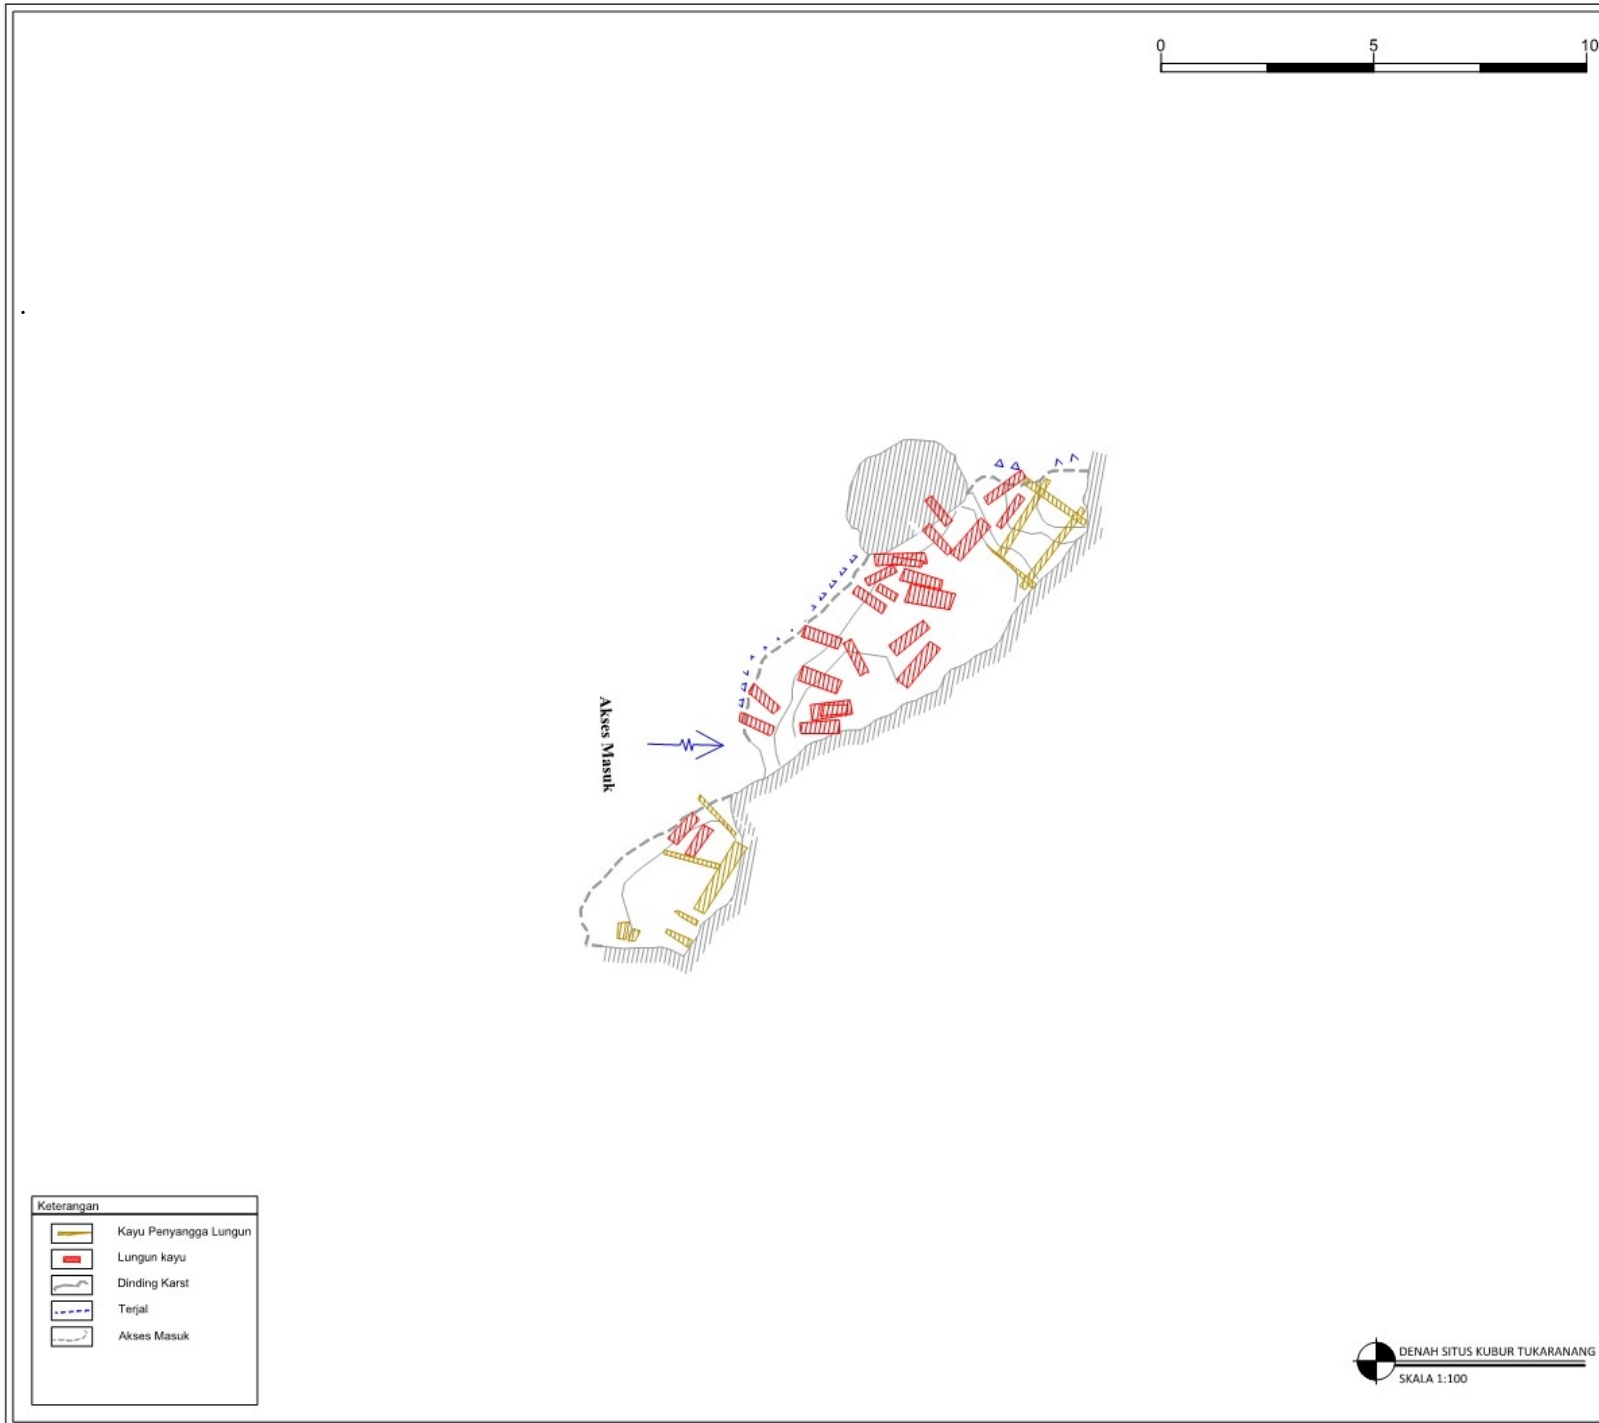 0 5 10
Akses Masuk
Keterangan
Kayu Penyangga Lungun
Lungun kayu
Dinding Karst
Terjal
Akses Masuk
DENAH SITUS KUBUR TUKARANANG
SKALA 1:100